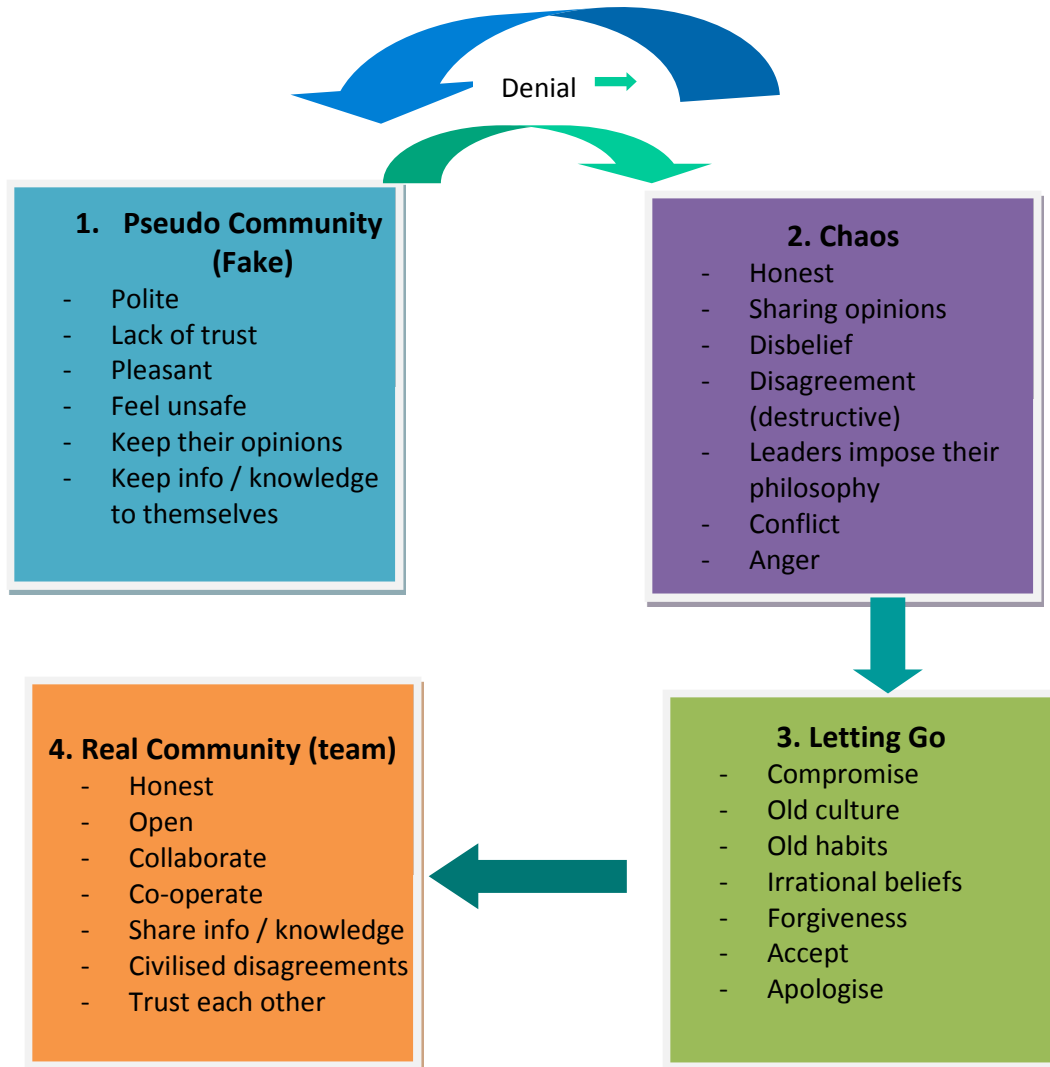 Denial
1. Pseudo Community
(Fake)
- Polite
- Lack of trust
- Pleasant
- Feel unsafe
- Keep their opinions
- Keep info / knowledge
to themselves
2. Chaos
- Honest
- Sharing opinions
- Disbelief
- Disagreement
(destructive)
- Leaders impose their
philosophy
- Conflict
- Anger
3. Letting Go
- Compromise
- Old culture
- Old habits
- Irrational beliefs
- Forgiveness
- Accept
- Apologise
4. Real Community (team)
- Honest
- Open
- Collaborate
- Co-operate
- Share info / knowledge
- Civilised disagreements
- Trust each other